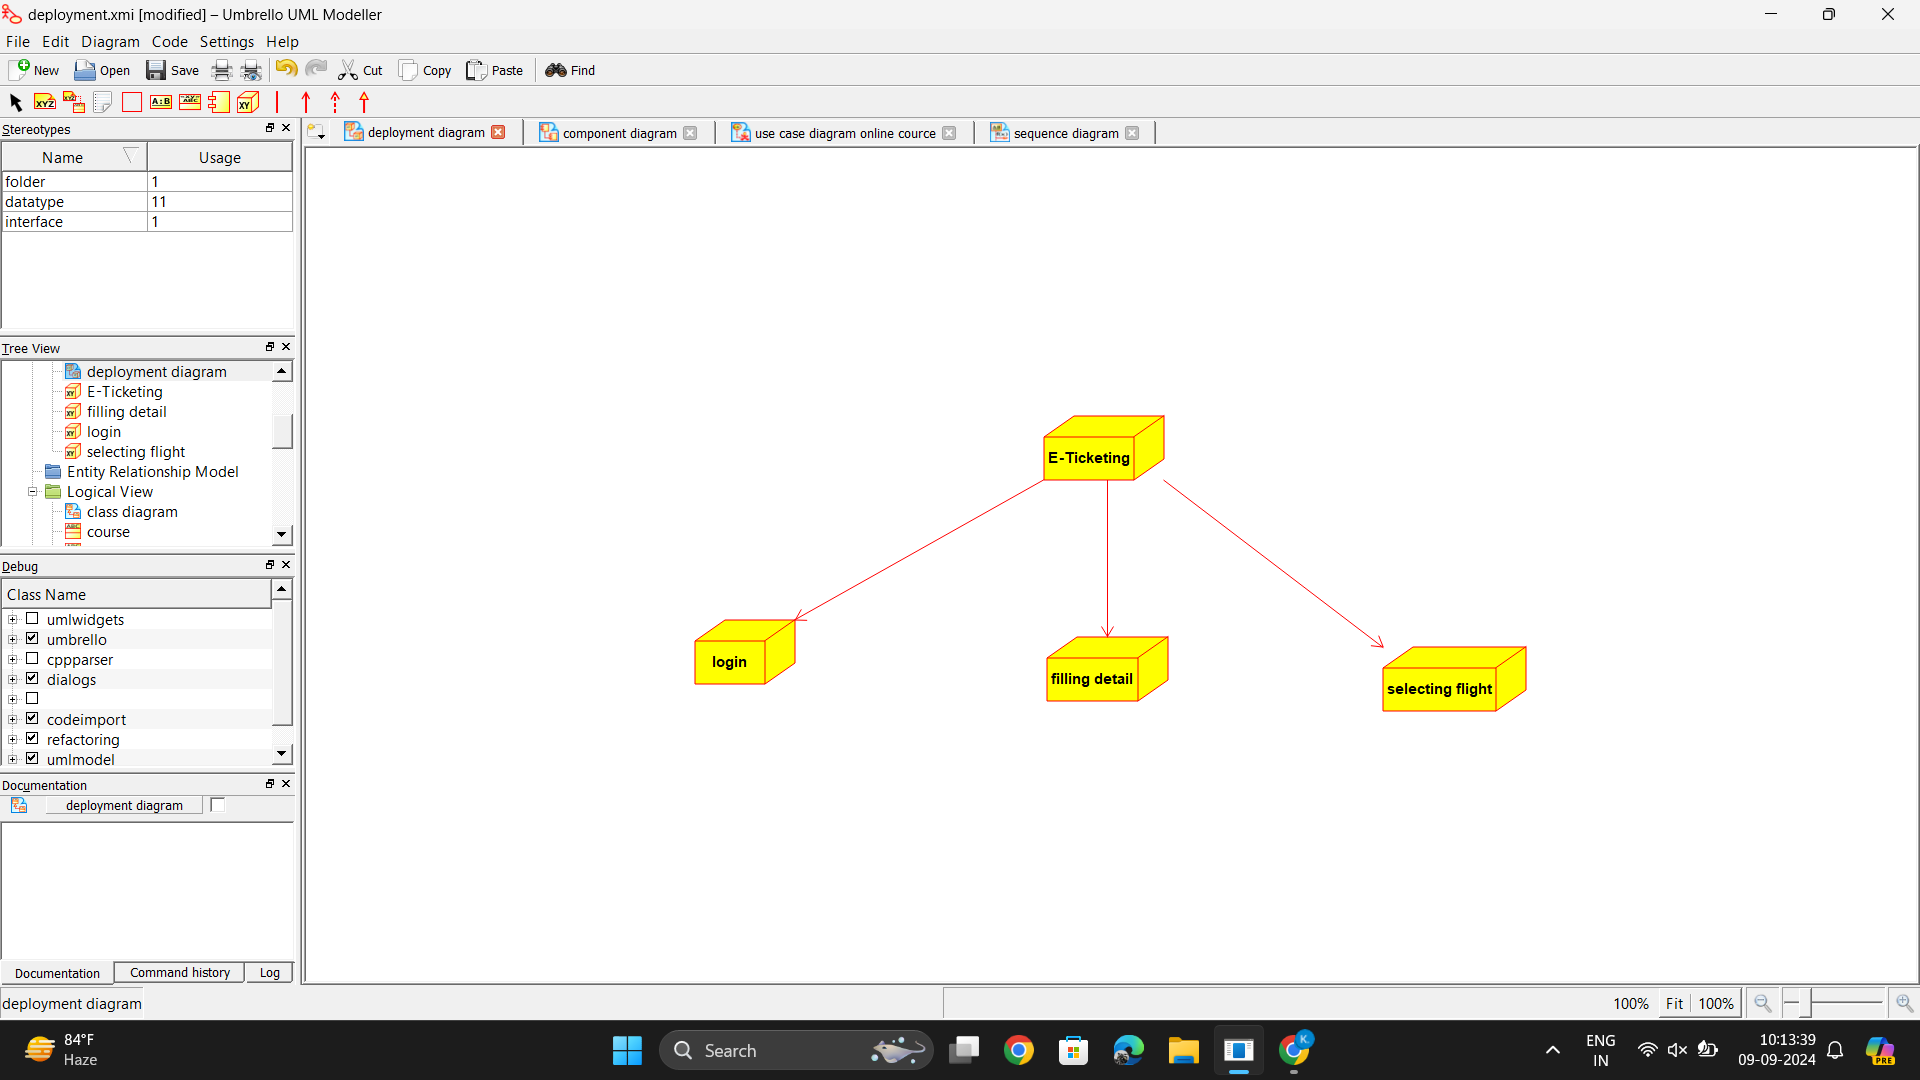 deployment.xmi [modified] – Umbrello UML Modeller
File Edit Diagram Code Settings Help
New Open Save Cut Copy Paste Find
Stereotypes
Name Usage
folder 1
datatype 11
interface 1
Tree View
deployment diagram
E-Ticketing
filling detail
login
selecting flight
Entity Relationship Model
Logical View
class diagram
course
Debug
Class Name
umlwidgets
umbrello
cppparser
dialogs
codeimport
refactoring
umlmodel
Documentation
deployment diagram
Documentation Command history Log
deployment diagram component diagram use case diagram online cource sequence diagram
E-Ticketing
login
filling detail
selecting flight
deployment diagram
100% Fit 100%
84°F
Haze
Search
ENG
IN
10:13:39
09-09-2024
PRE